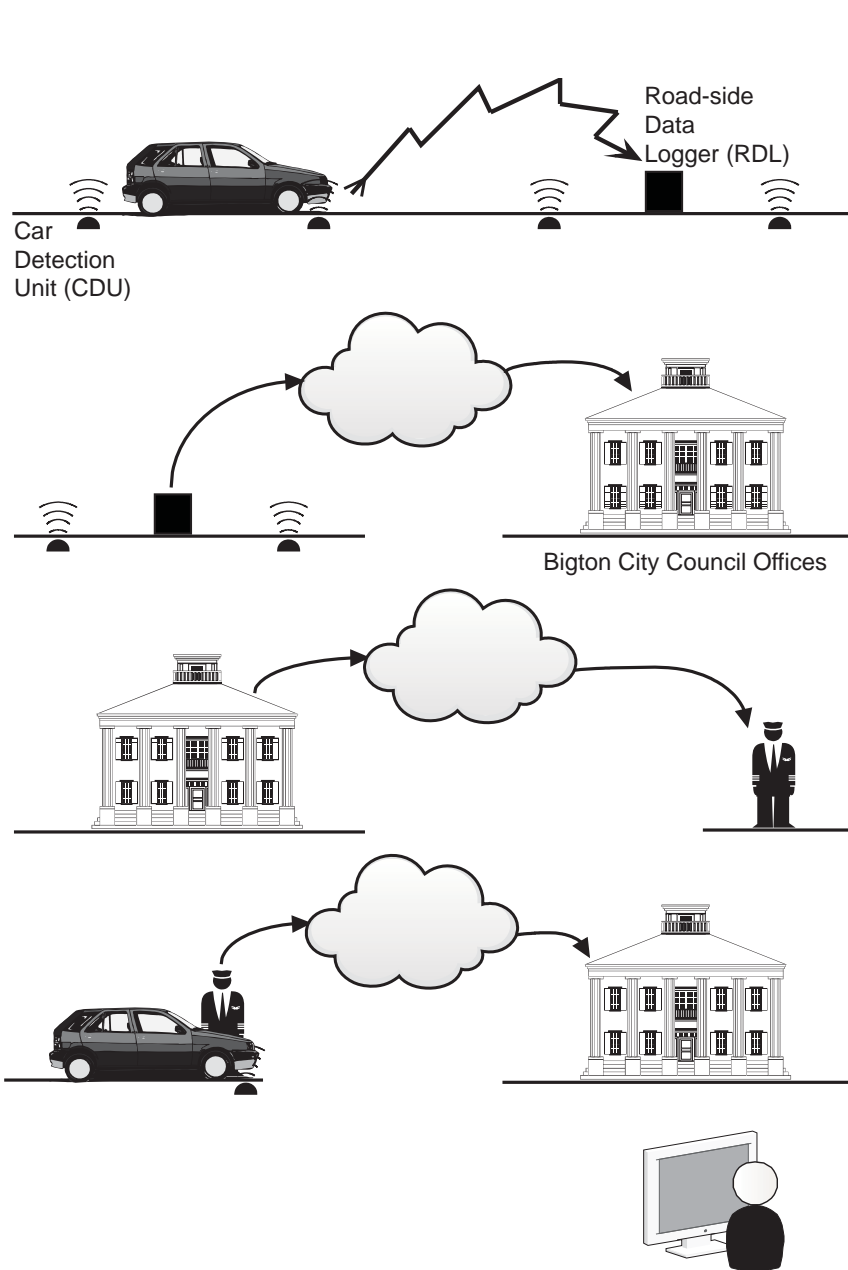 Road-side
Data
Logger (RDL)
Car
Detection
Unit (CDU)
Bigton City Council Offices